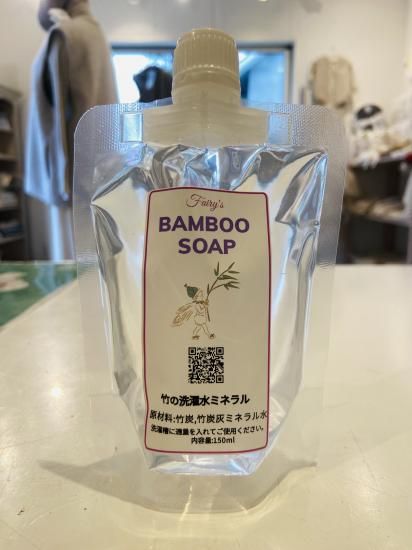 Fairy's
BAMBOO
SOAP
竹の洗濯水ミネラル
原材料:竹炭,竹炭灰ミネラル水
洗濯槽に適量を入れてご使用ください。
内容量:150ml